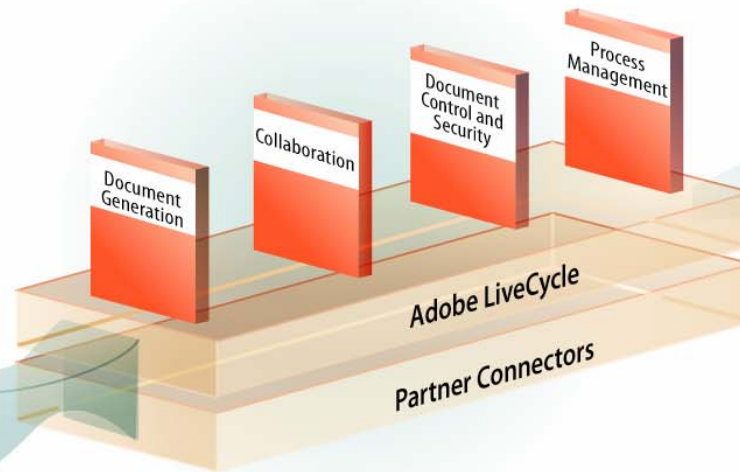 Document
Generation
Collaboration
Document
Control and
Security
Process
Management
Adobe LiveCycle
Partner Connectors